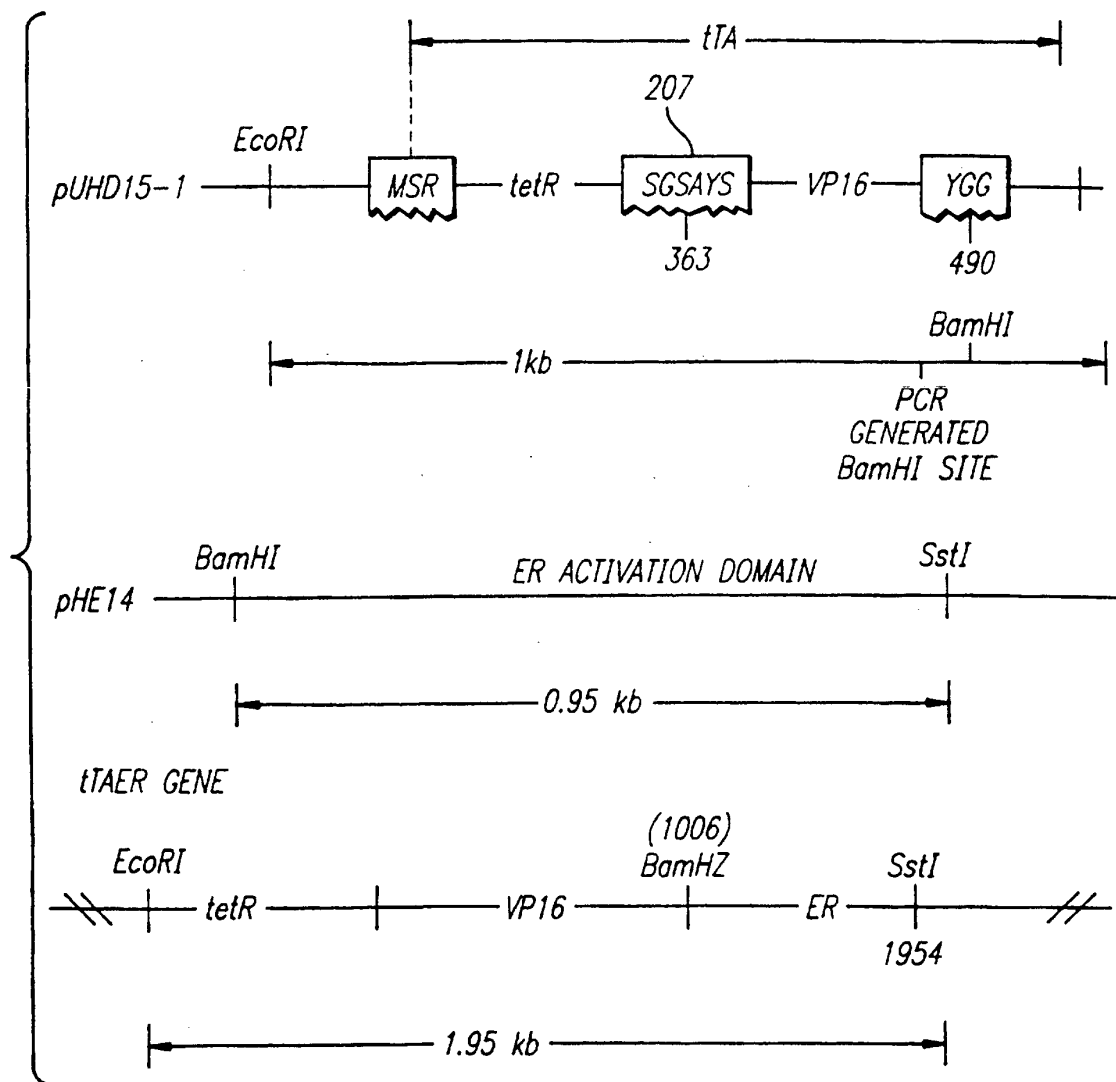 tTA
207
EcoRI
pUHD15-1 MSR tetR SGSAYS VP16 YGG
363 490
BamHI
1kb
PCR
GENERATED
BamHI SITE
BamHI ER ACTIVATION DOMAIN SstI
pHE14
0.95 kb
tTAER GENE
(1006)
EcoRI BamHZ SstI
tetR VP16 ER
1954
1.95 kb